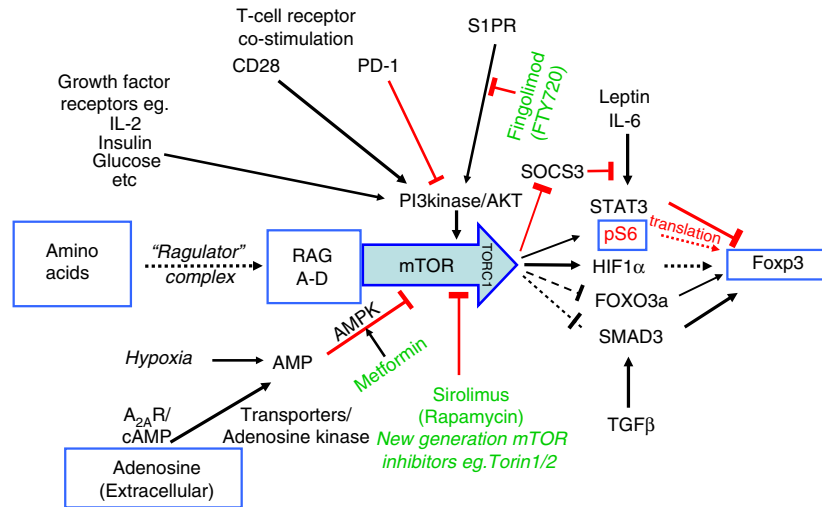 T-cell receptor
co-stimulation
CD28
PD-1
S1PR
Fingolimod
(FTY720)
Growth factor
receptors eg.
IL-2
Insulin
Glucose
etc
Leptin
IL-6
SOCS3
PI3kinase/AKT
STAT3
pS6
translation
Amino
acids
"Ragulator"
complex
RAG
A-D
mTOR
TORC1
HIF1α
Foxp3
FOXO3a
SMAD3
AMPK
Hypoxia
AMP
Metformin
Sirolimus
(Rapamycin)
New generation mTOR
inhibitors eg.Torin1/2
TGFβ
A2AR/
cAMP
Transporters/
Adenosine kinase
Adenosine
(Extracellular)